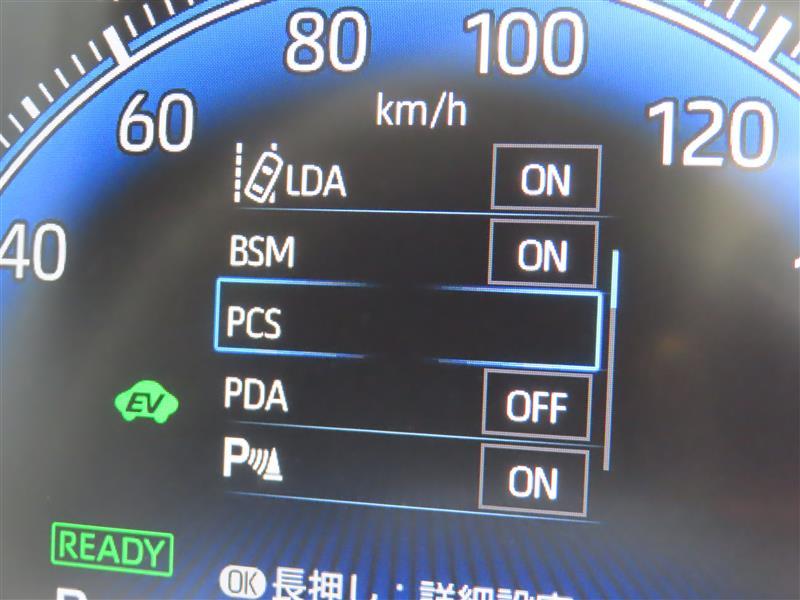 80 100
60 km/h 120
40
LDA ON
BSM ON
PCS
EV PDA OFF
P ON
READY
OK 長押し：詳細設定